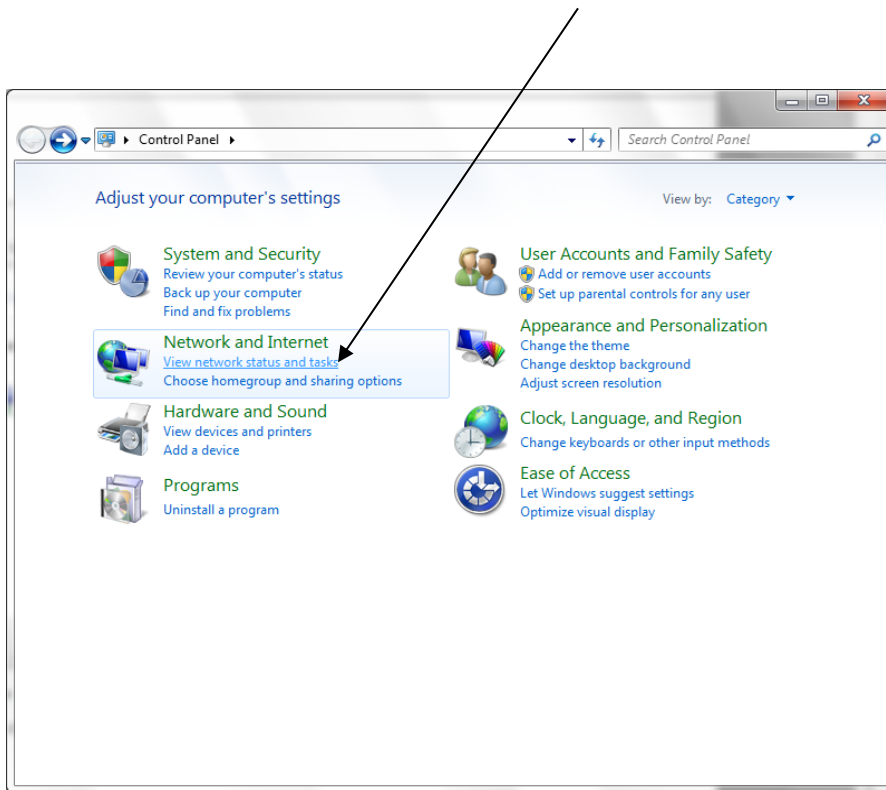 Control Panel
Search Control Panel
Adjust your computer's settings
View by: Category
System and Security
Review your computer's status
Back up your computer
Find and fix problems
Network and Internet
View network status and tasks
Choose homegroup and sharing options
Hardware and Sound
View devices and printers
Add a device
Programs
Uninstall a program
User Accounts and Family Safety
Add or remove user accounts
Set up parental controls for any user
Appearance and Personalization
Change the theme
Change desktop background
Adjust screen resolution
Clock, Language, and Region
Change keyboards or other input methods
Ease of Access
Let Windows suggest settings
Optimize visual display